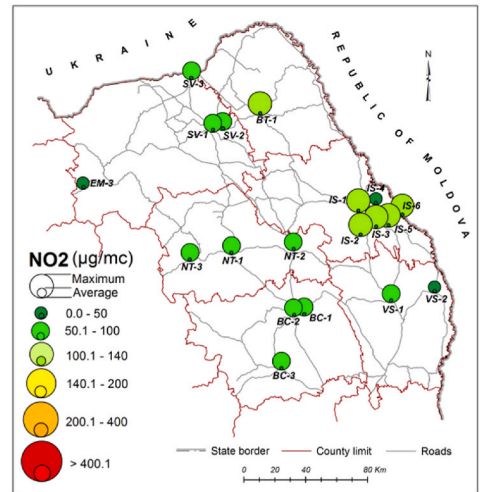 UKRAINE
REPUBLIC OF MOLDOVA
N
SV-3
BT-1
SV-1
SV-2
EM-3
IS-4
IS-1
IS-6
IS-2
IS-3
IS-5
NT-3
NT-1
NT-2
VS-1
VS-2
BC-2
BC-1
BC-3
NO2 (µg/mc)
Maximum
Average
0.0 - 50
50.1 - 100
100.1 - 140
140.1 - 200
200.1 - 400
> 400.1
State border
County limit
Roads
0 20 40 80 Km